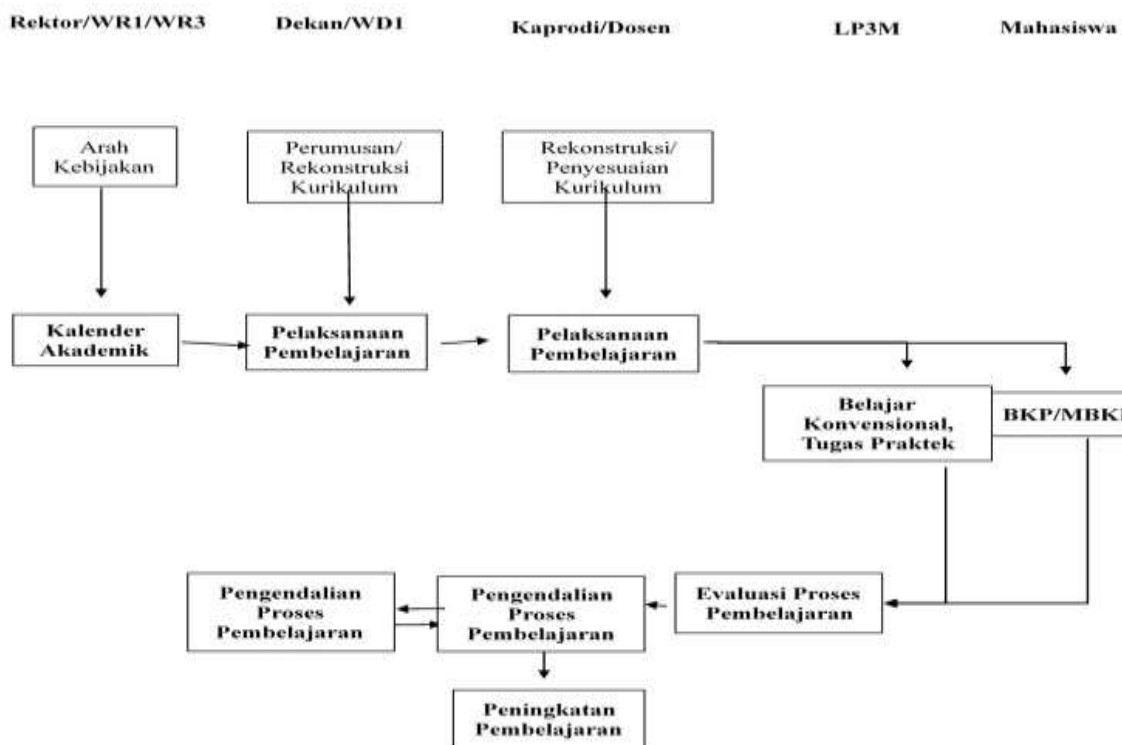 Rektor/WR1/WR3
Dekan/WD1
Kaprodi/Dosen
LP3M
Mahasiswa
Arah
Kebijakan
Perumusan/
Rekonstruksi
Kurikulum
Rekonstruksi/
Penyesuaian
Kurikulum
Kalender
Akademik
Pelaksanaan
Pembelajaran
Pelaksanaan
Pembelajaran
Belajar
Konvensional,
Tugas Praktek
BKP/MBK
Pengendalian
Proses
Pembelajaran
Pengendalian
Proses
Pembelajaran
Evaluasi Proses
Pembelajaran
Peningkatan
Pembelajaran